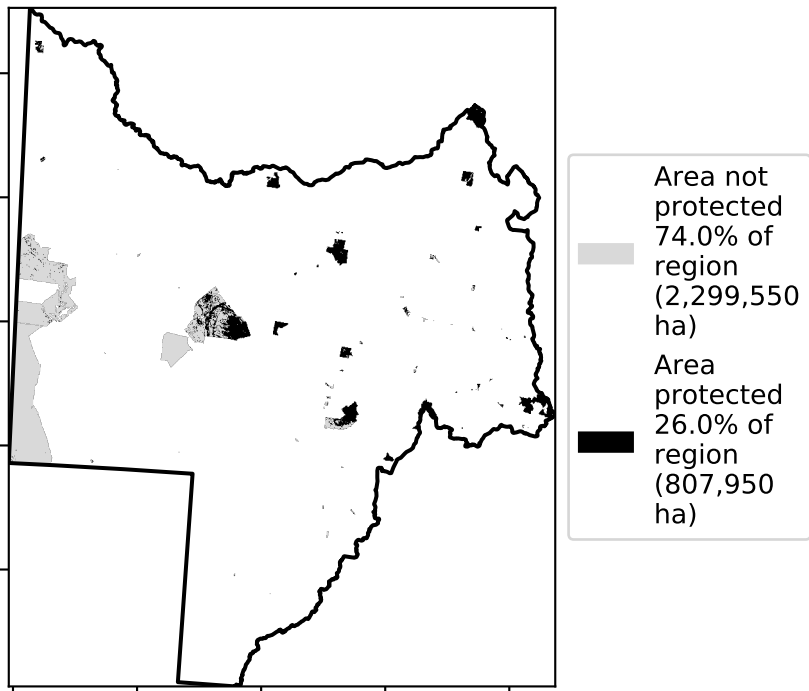 Area not
protected
74.0% of
region
(2,299,550
ha)
Area
protected
26.0% of
region
(807,950
ha)